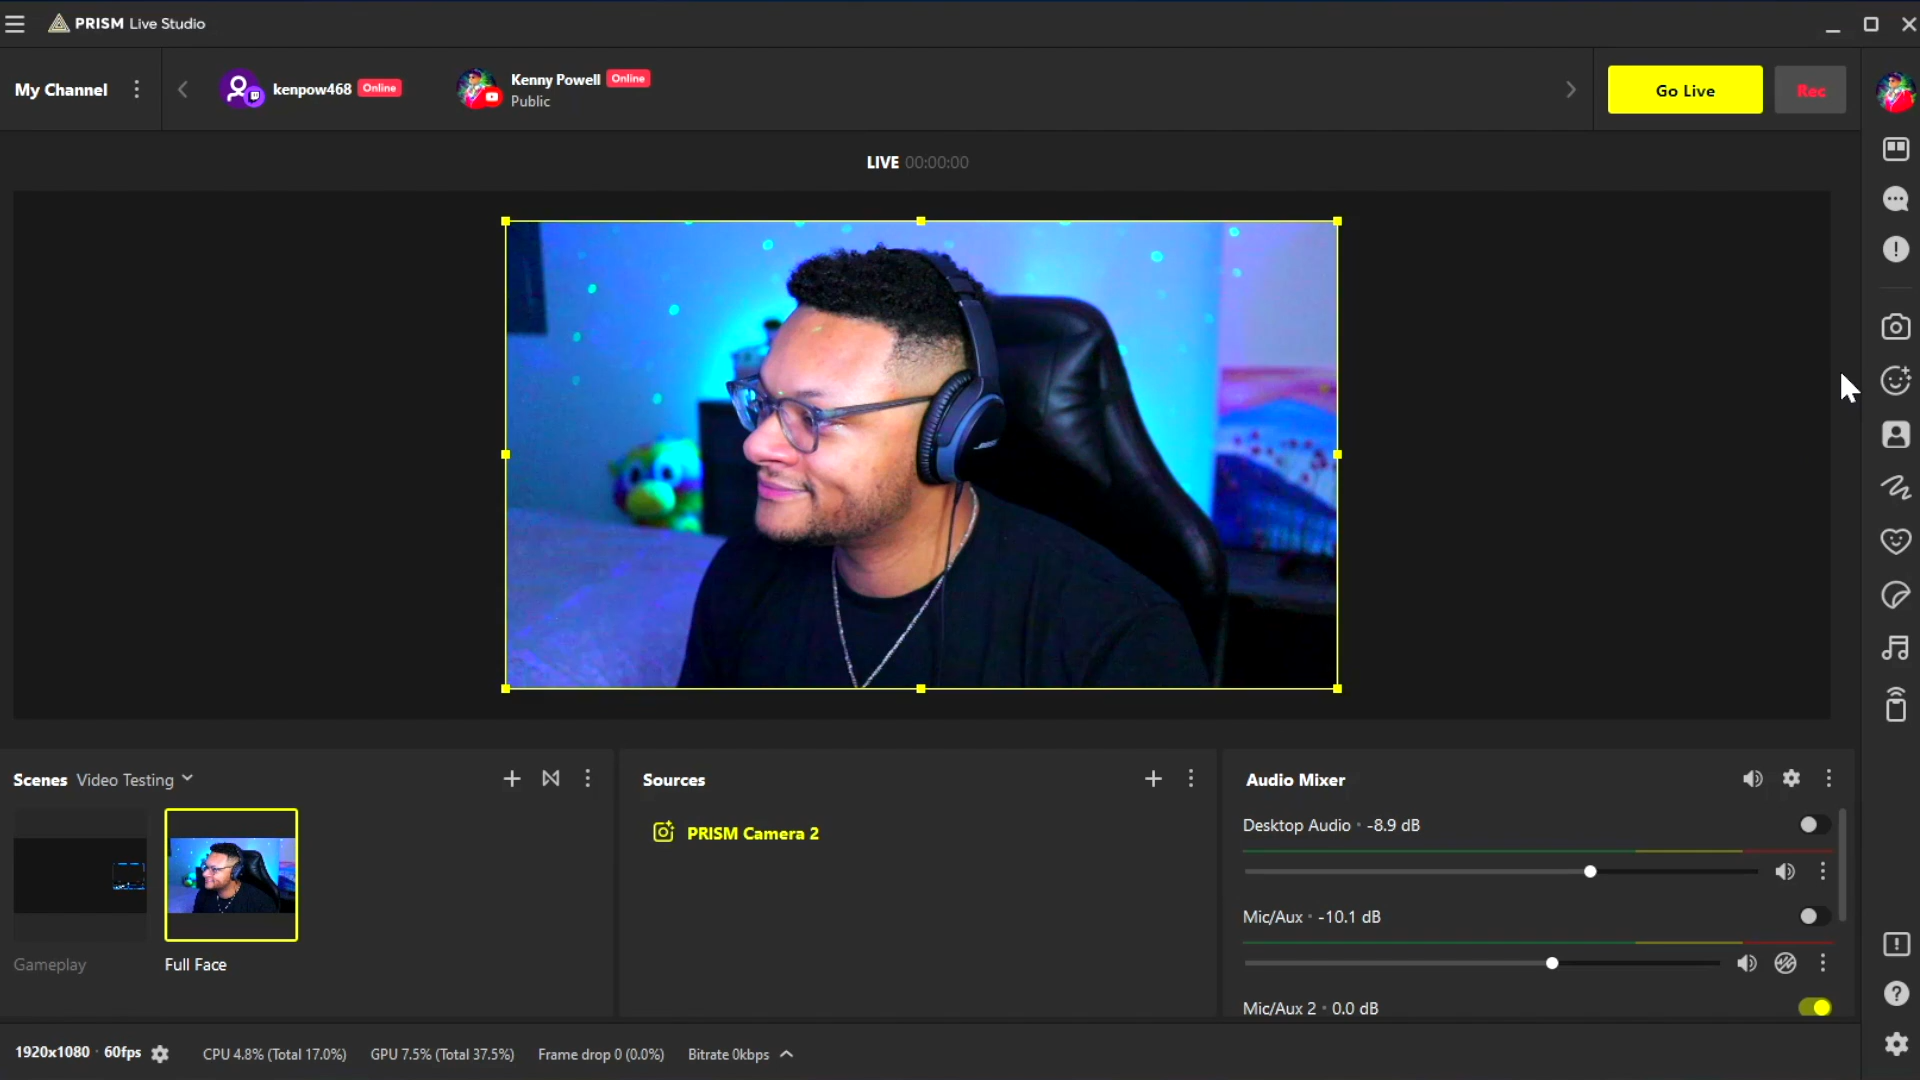 PRISM Live Studio
My Channel
kenpow468 Online
Kenny Powell Online
Public
Go Live
Rec
LIVE 00:00:00
Scenes Video Testing
Gameplay
Full Face
Sources
PRISM Camera 2
Audio Mixer
Desktop Audio · -8.9 dB
Mic/Aux · -10.1 dB
Mic/Aux 2 · 0.0 dB
1920x1080 · 60fps
CPU 4.8% (Total 17.0%)
GPU 7.5% (Total 37.5%)
Frame drop 0 (0.0%)
Bitrate 0kbps